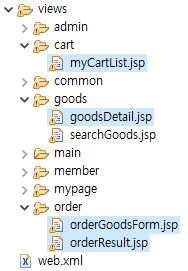 views
admin
cart
myCartList.jsp
common
goods
goodsDetail.jsp
searchGoods.jsp
main
member
mypage
order
orderGoodsForm.jsp
orderResult.jsp
web.xml